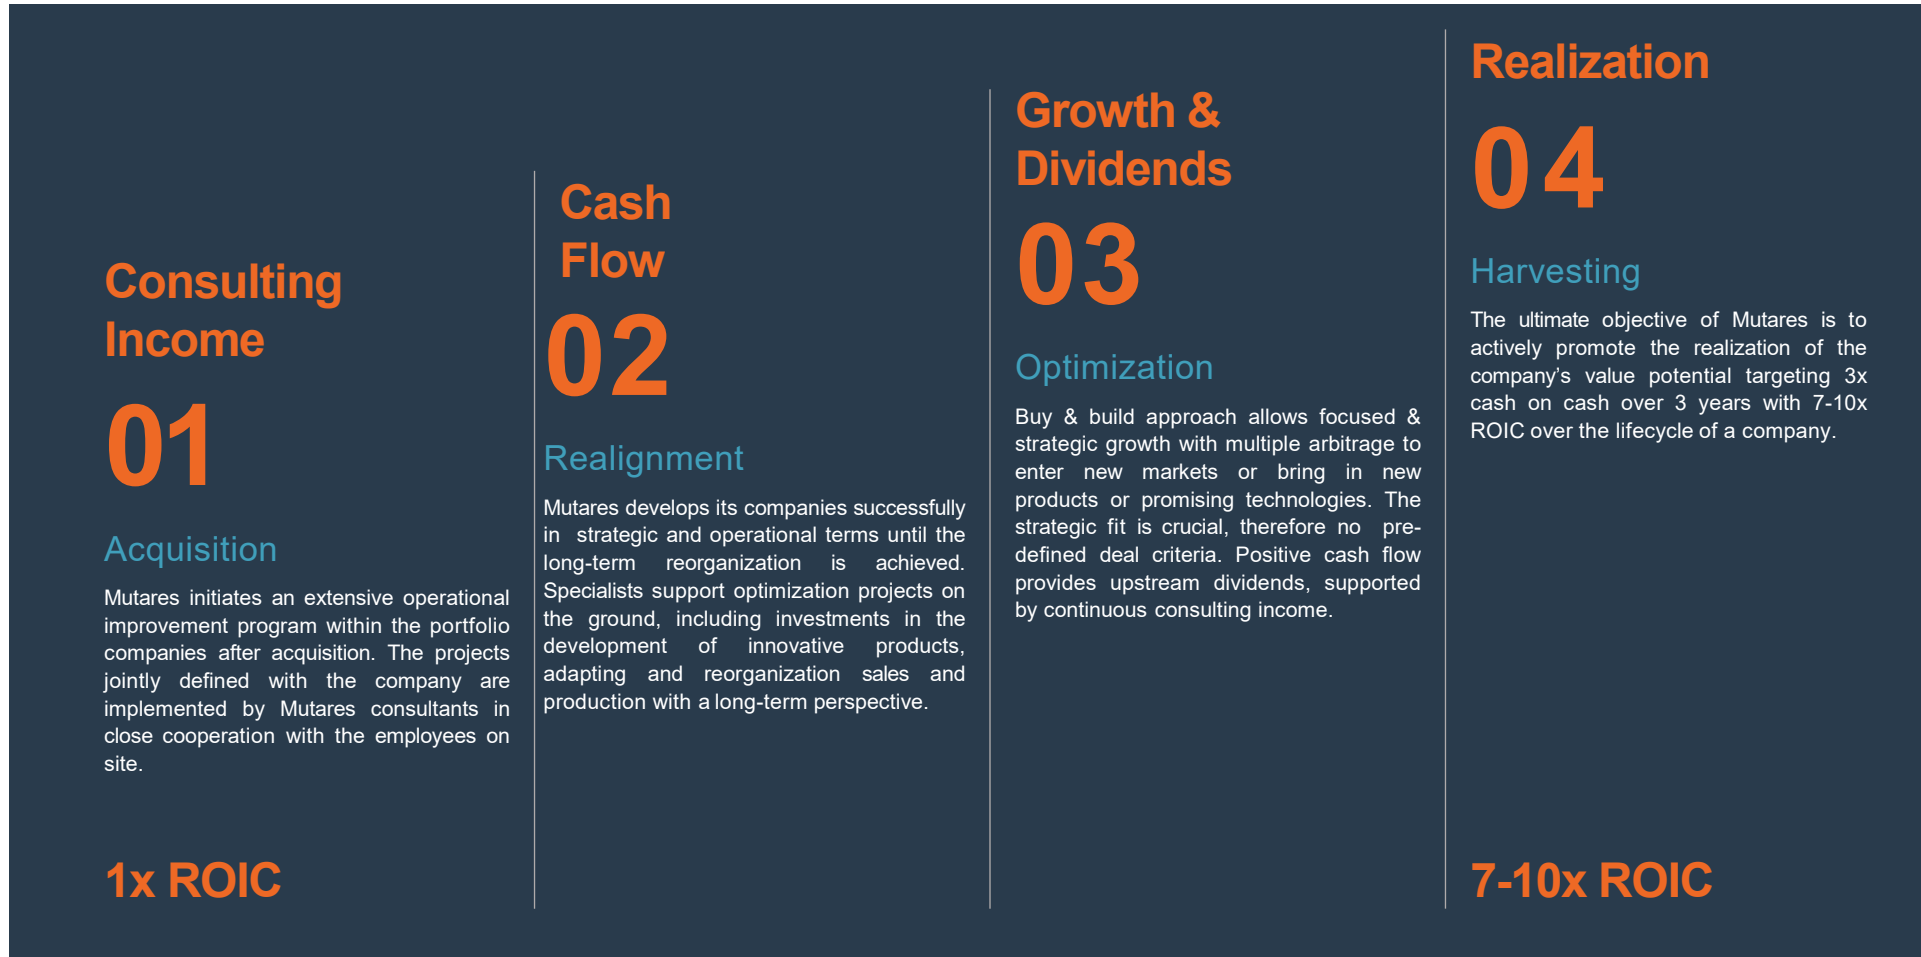 Consulting
Income
01
Acquisition
Mutares initiates an extensive operational
improvement program within the portfolio
companies after acquisition. The projects
jointly defined with the company are
implemented by Mutares consultants in
close cooperation with the employees on
site.
1x ROIC
Cash
Flow
02
Realignment
Mutares develops its companies successfully
in strategic and operational terms until the
long-term reorganization is achieved.
Specialists support optimization projects on
the ground, including investments in the
development of innovative products,
adapting and reorganization sales and
production with a long-term perspective.
Growth &
Dividends
03
Optimization
Buy & build approach allows focused &
strategic growth with multiple arbitrage to
enter new markets or bring in new
products or promising technologies. The
strategic fit is crucial, therefore no pre-
defined deal criteria. Positive cash flow
provides upstream dividends, supported
by continuous consulting income.
Realization
04
Harvesting
The ultimate objective of Mutares is to
actively promote the realization of the
company’s value potential targeting 3x
cash on cash over 3 years with 7-10x
ROIC over the lifecycle of a company.
7-10x ROIC